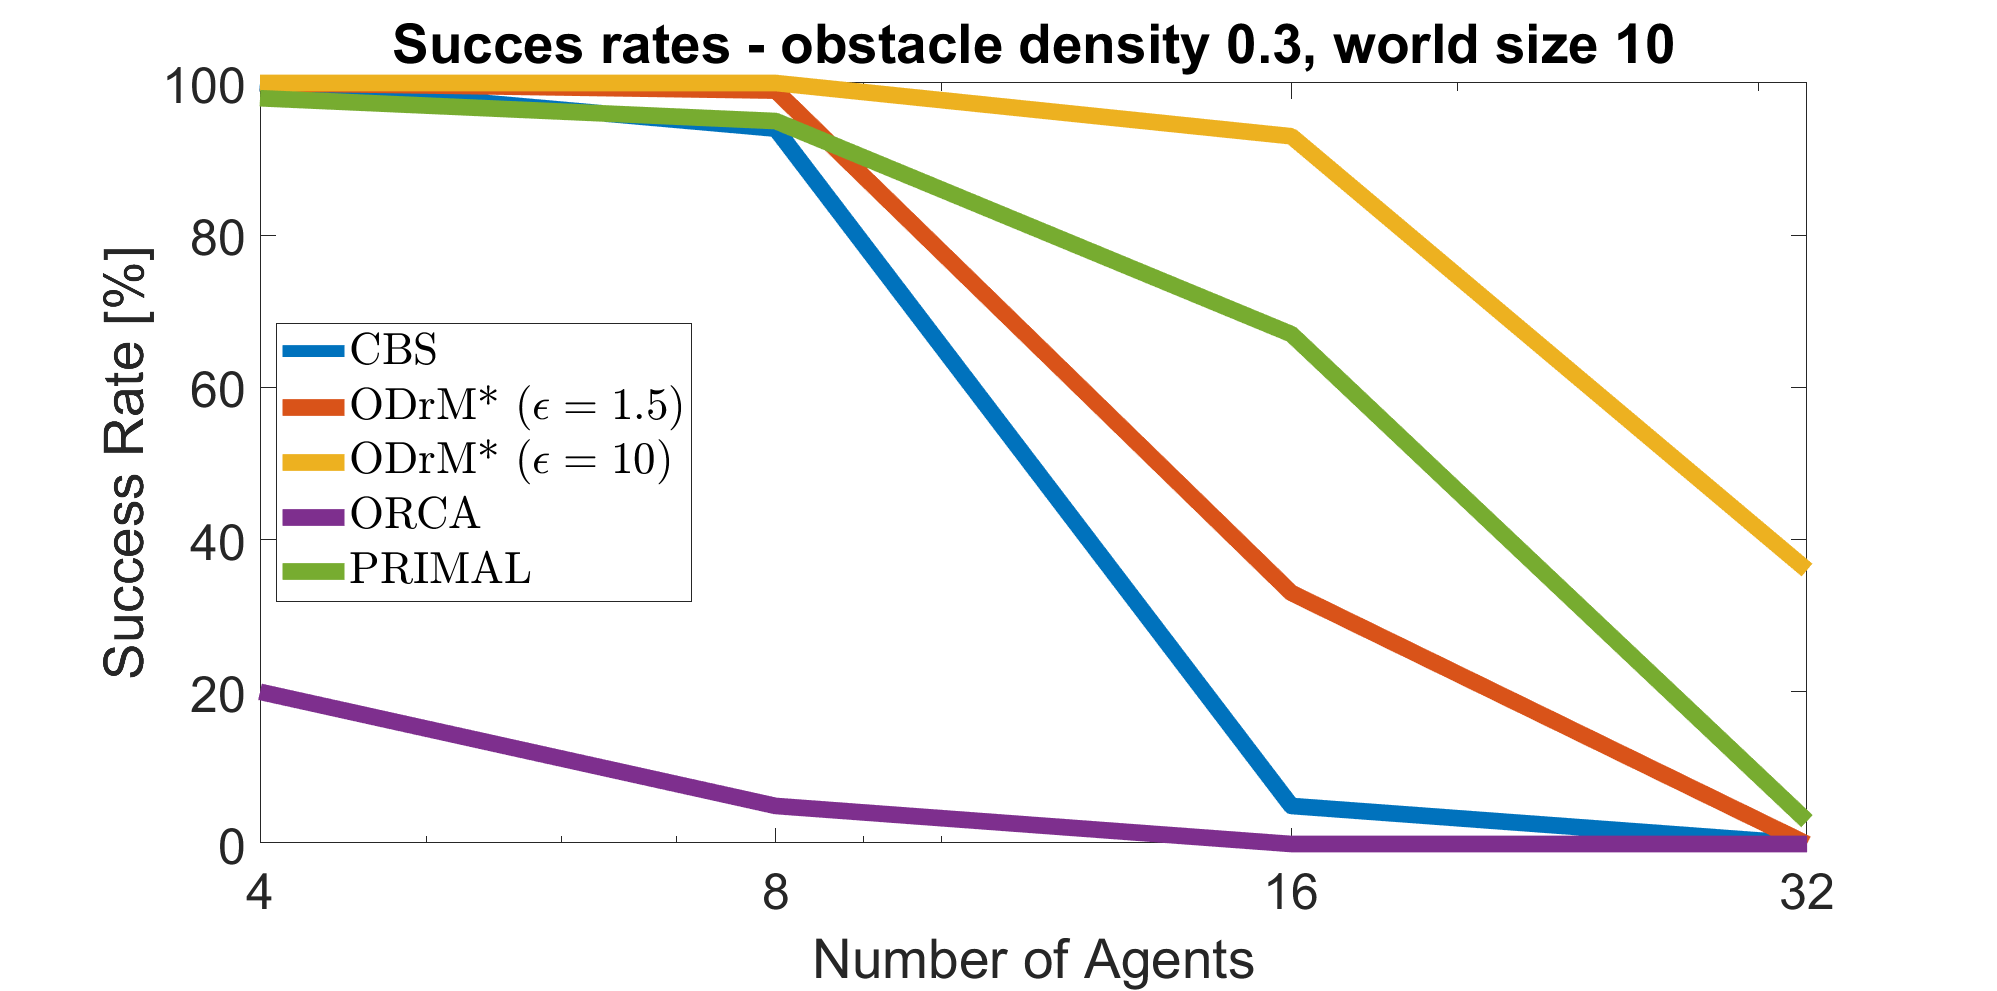 Succes rates - obstacle density 0.3, world size 10
100
80
60
40
20
0
Success Rate [%]
CBS
ODrM* (ϵ = 1.5)
ODrM* (ϵ = 10)
ORCA
PRIMAL
4 8 16 32
Number of Agents